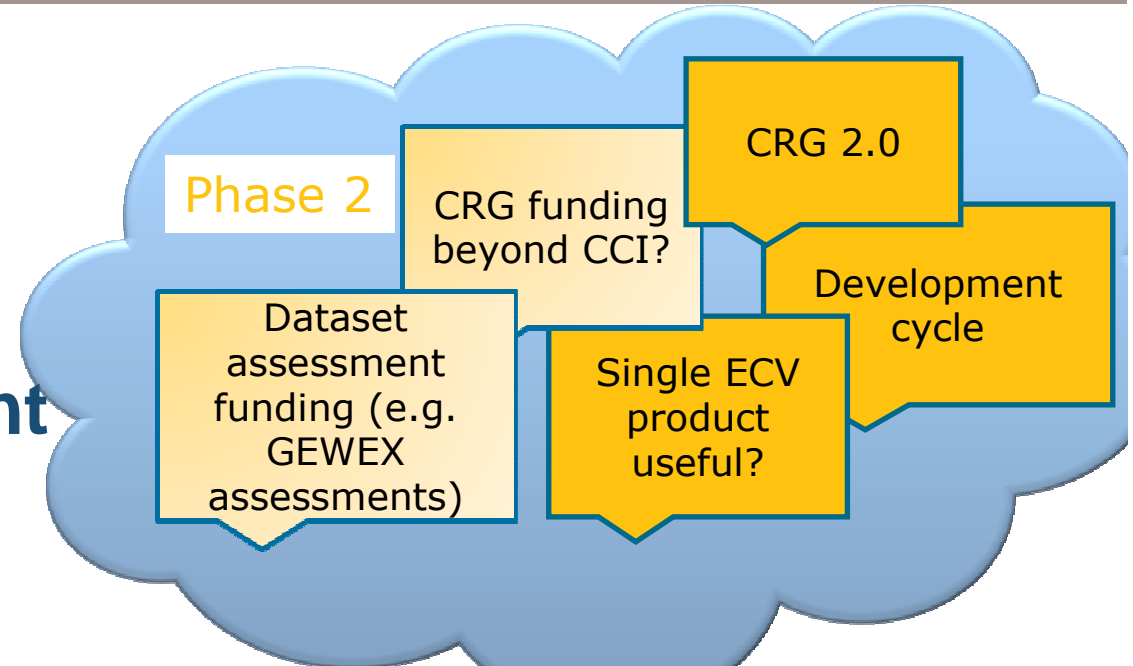 Phase 2
CRG 2.0
CRG funding
beyond CCI?
Development
cycle
Dataset
assessment
funding (e.g.
GEWEX
assessments)
Single ECV
product
useful?
nt